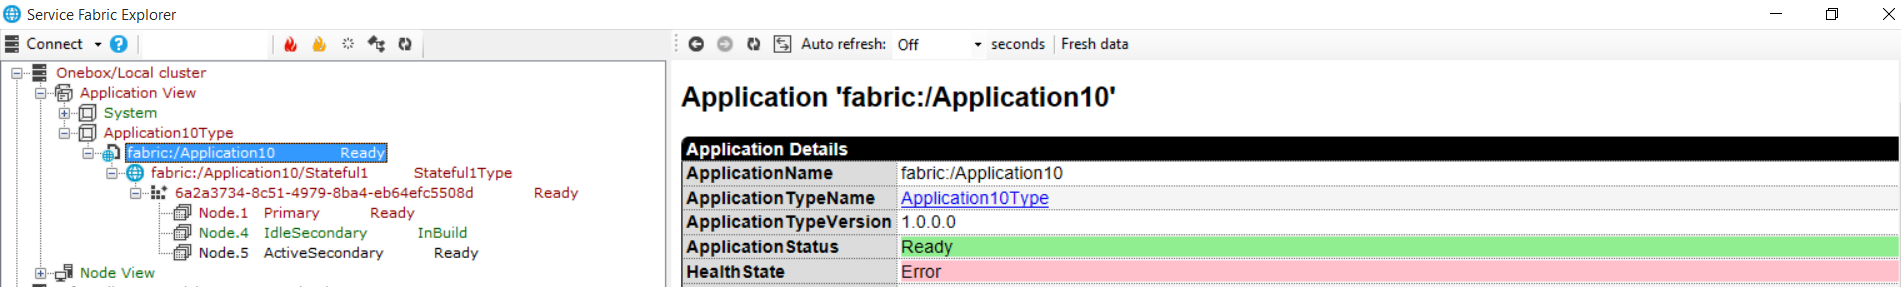 Service Fabric Explorer
Connect
Auto refresh: Off seconds Fresh data
Onebox/Local cluster
Application View
System
Application10Type
fabric:/Application10 Ready
fabric:/Application10/Stateful1 Stateful1Type
6a2a3734-8c51-4979-8ba4-eb64efc5508d Ready
Node.1 Primary Ready
Node.4 IdleSecondary InBuild
Node.5 ActiveSecondary Ready
Node View
Application 'fabric:/Application10'
Application Details
ApplicationName fabric:/Application10
ApplicationTypeName Application10Type
ApplicationTypeVersion 1.0.0.0
ApplicationStatus Ready
HealthState Error